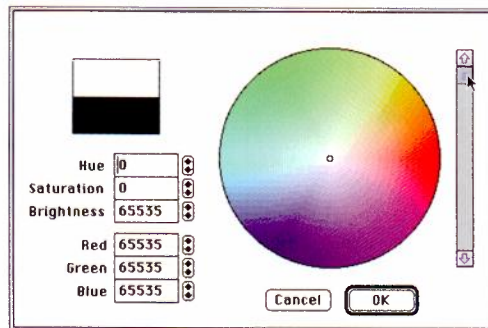 Hue 0
Saturation 0
Brightness 65535
Red 65535
Green 65535
Blue 65535
Cancel OK